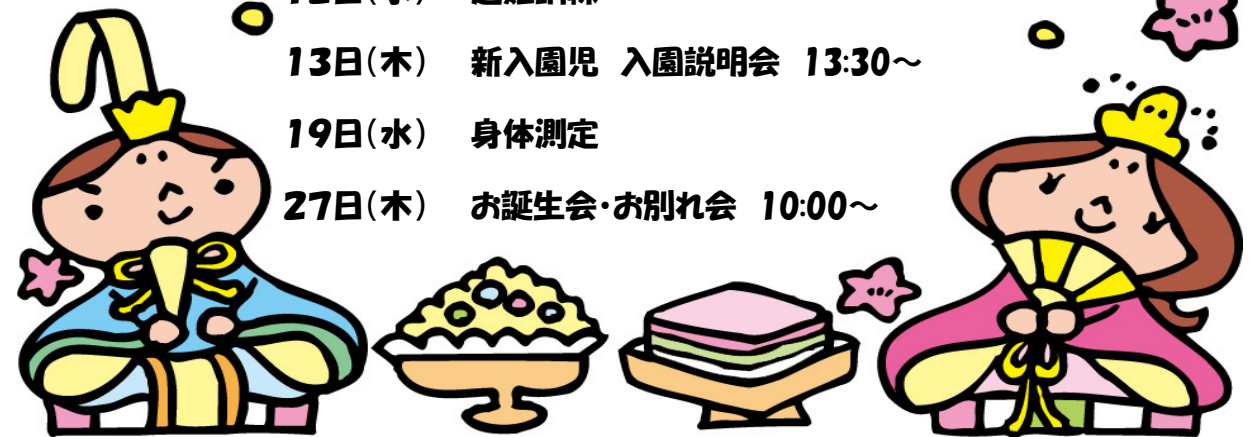 13日(木) 新入園児 入園説明会 13:30～
19日(水) 身体測定
27日(木) お誕生会・お別れ会 10:00～